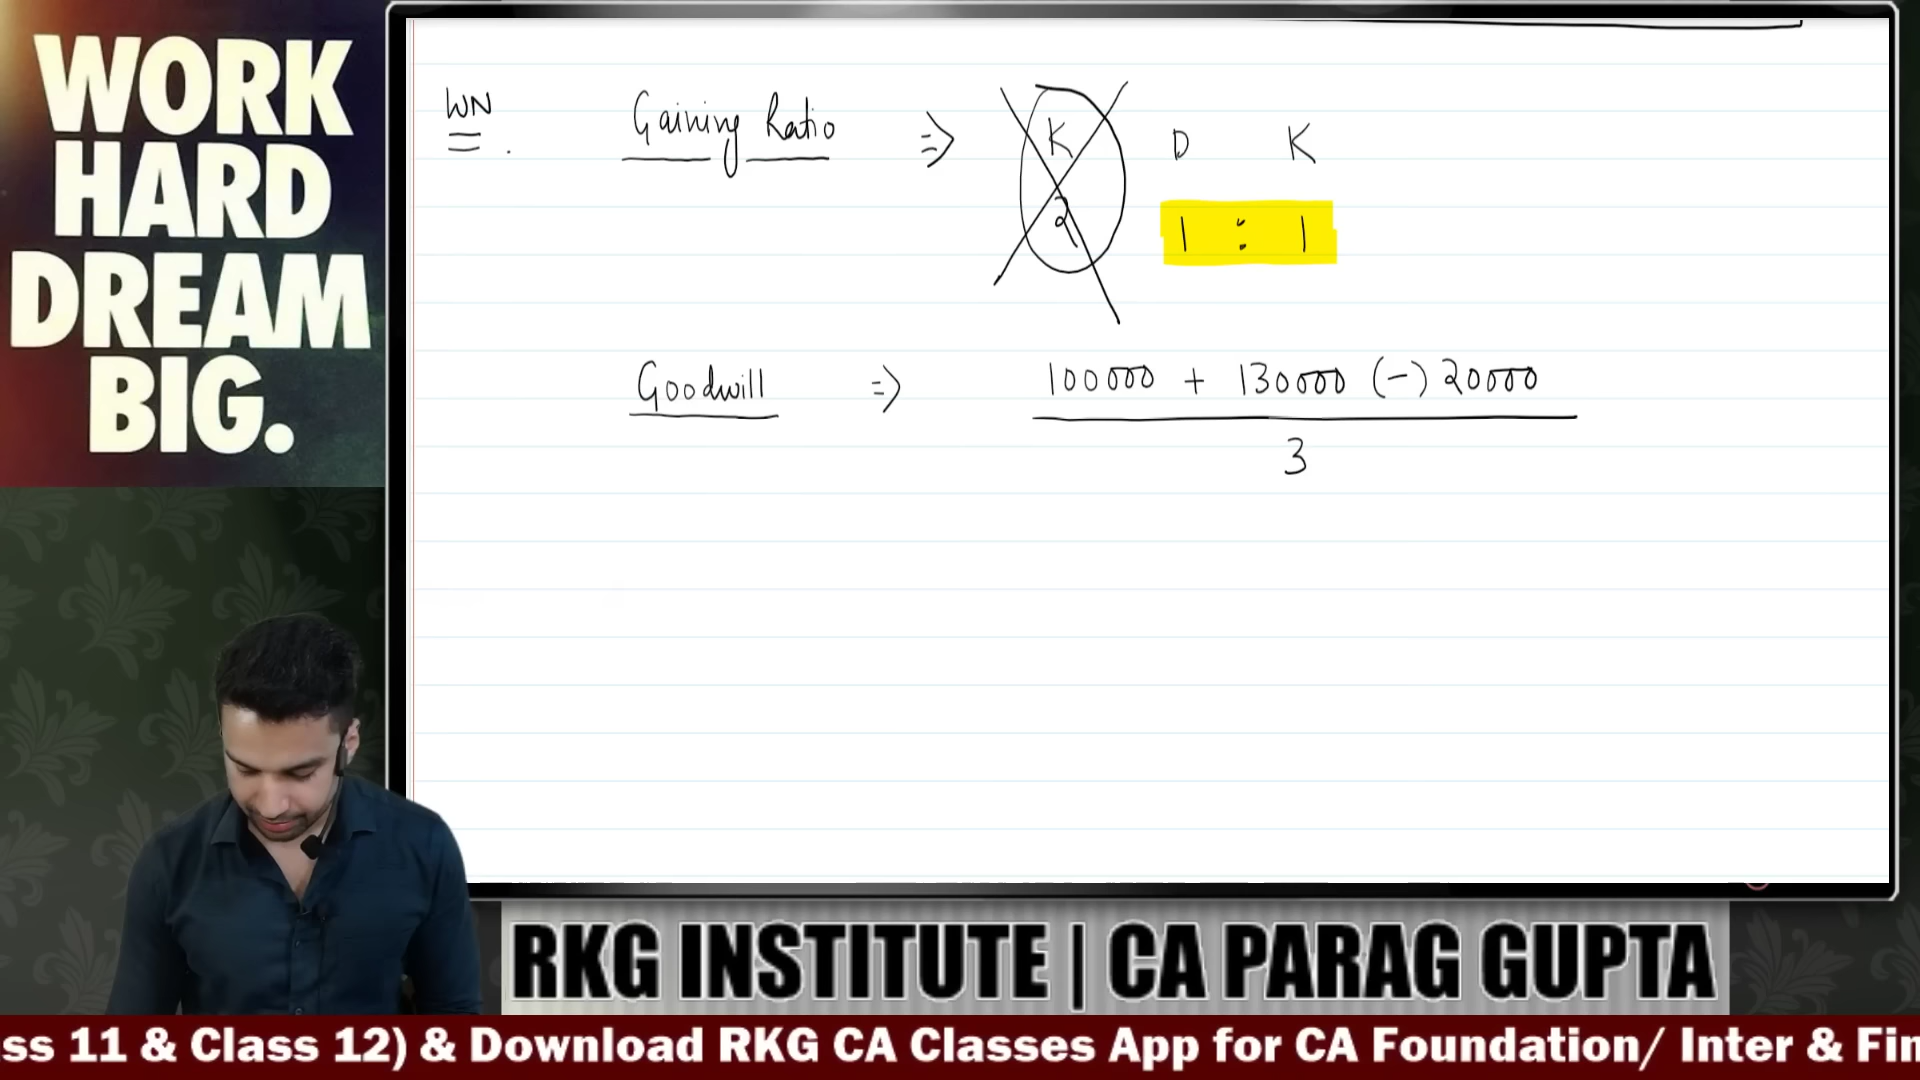 WORK
HARD
DREAM
BIG.
WN
Gaining Ratio ⇒ K D K
2 1 : 1
Goodwill ⇒ 100000 + 130000 (-) 20000
3
RKG INSTITUTE | CA PARAG GUPTA
ss 11 & Class 12) & Download RKG CA Classes App for CA Foundation/ Inter & Fin